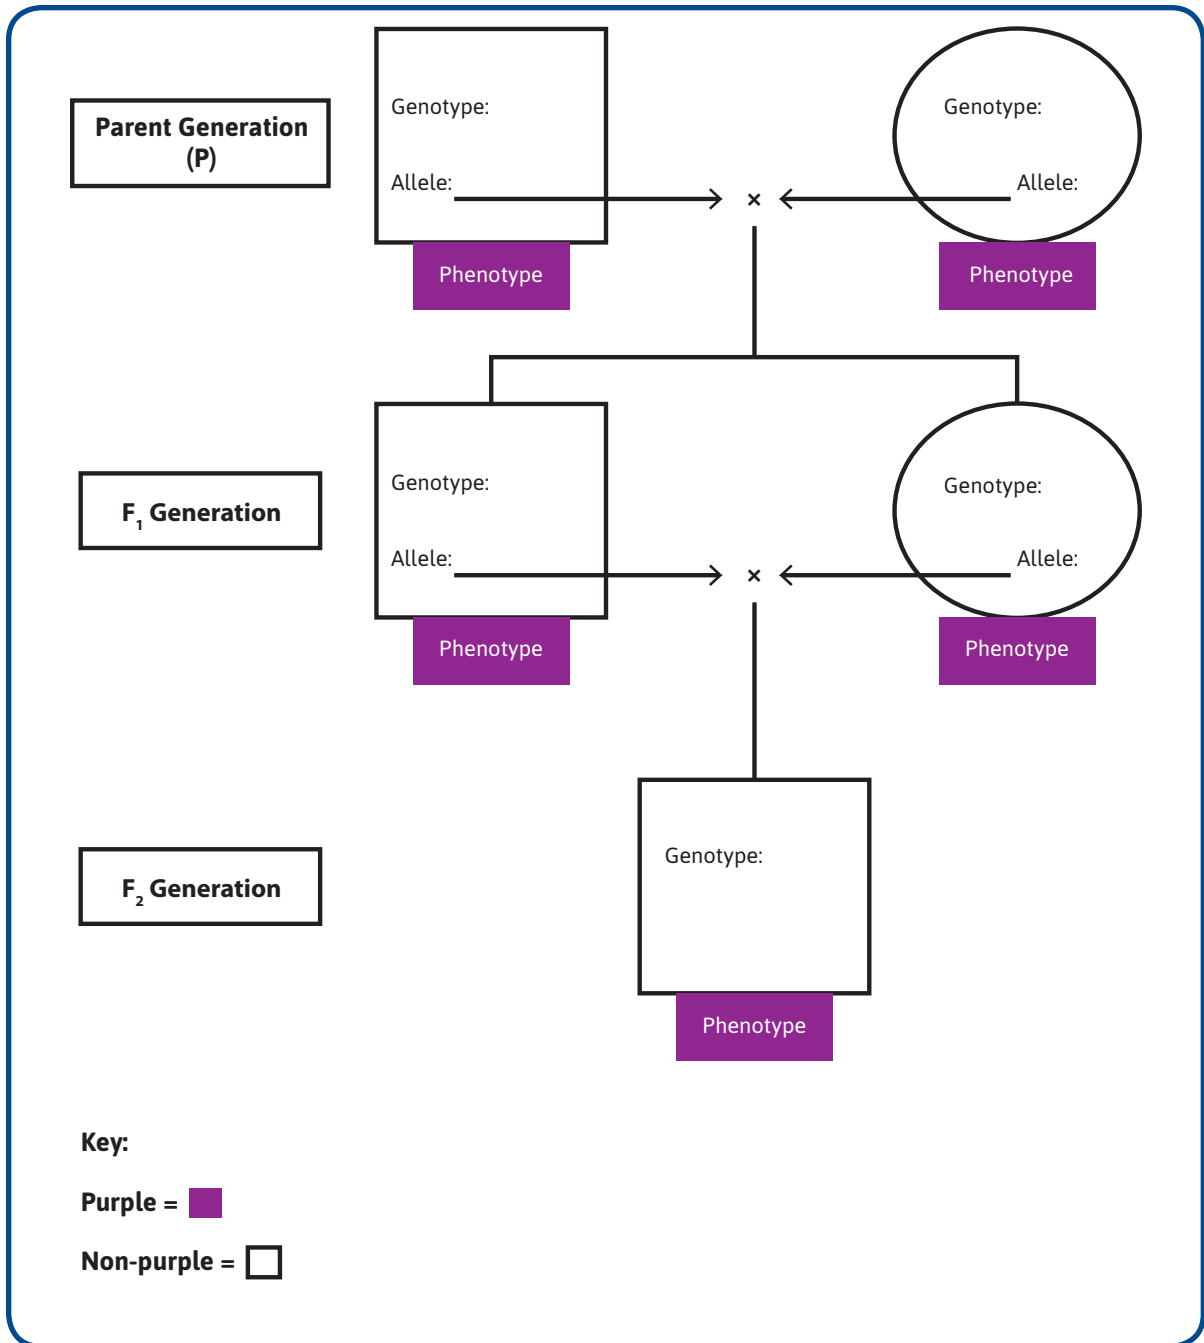 Parent Generation
(P)
Genotype:
Allele:
Phenotype
×
Genotype:
Allele:
Phenotype
F₁ Generation
Genotype:
Allele:
Phenotype
×
Genotype:
Allele:
Phenotype
F₂ Generation
Genotype:
Phenotype
Key:
Purple =
Non-purple =